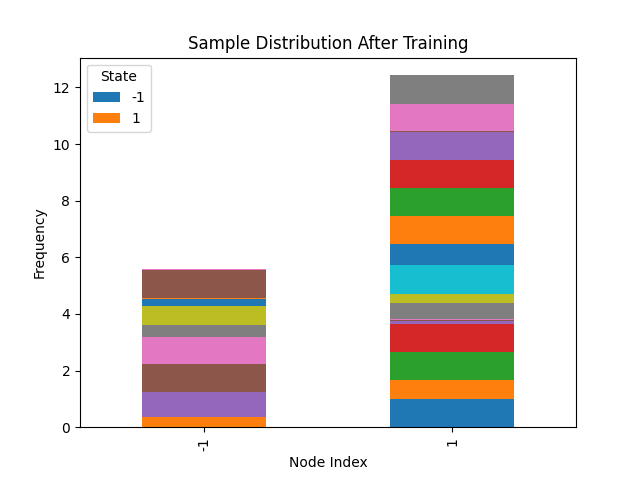 Sample Distribution After Training
State
-1
1
12
10
8
6
4
2
0
Frequency
-1
1
Node Index